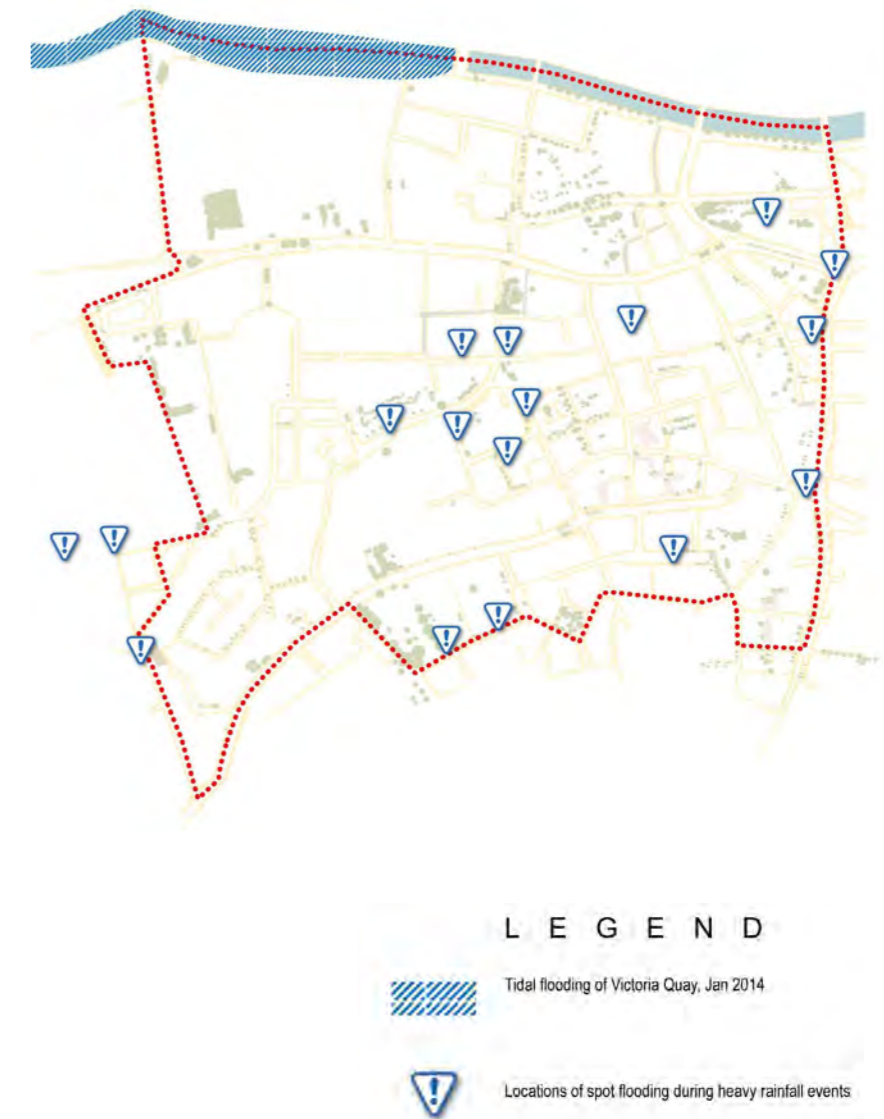 L E G E N D
Tidal flooding of Victoria Quay, Jan 2014
Locations of spot flooding during heavy rainfall events